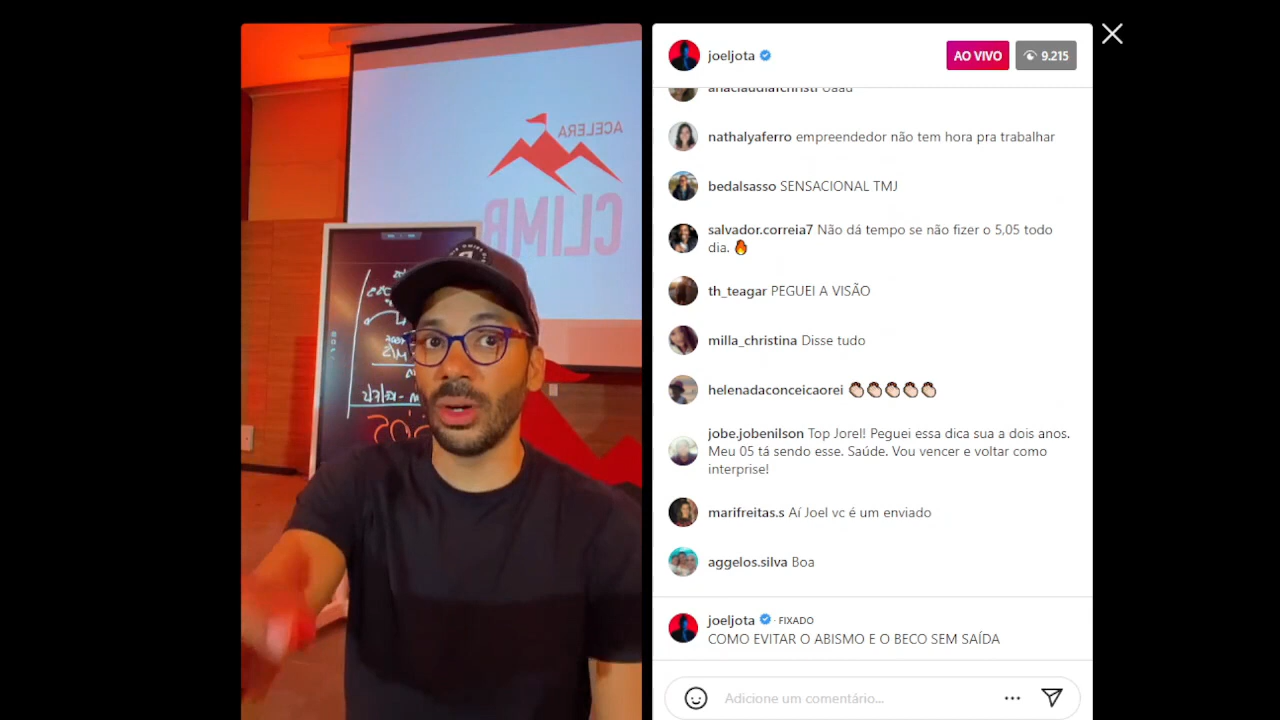 joeljota
AO VIVO
9.215
anaclaudiafchristi Uaau
nathalyaferro empreendedor não tem hora pra trabalhar
bedalsasso SENSACIONAL TMJ
salvador.correia7 Não dá tempo se não fizer o 5,05 todo
dia. 🔥
th_teagar PEGUEI A VISÃO
milla_christina Disse tudo
helenadaconceicaorei 👏🏻👏🏻👏🏻👏🏻👏🏻
jobe.jobenilson Top Jorel! Peguei essa dica sua a dois anos.
Meu 05 tá sendo esse. Saúde. Vou vencer e voltar como
interprise!
marifreitas.s Aí Joel vc é um enviado
aggelos.silva Boa
joeljota · FIXADO
COMO EVITAR O ABISMO E O BECO SEM SAÍDA
Adicione um comentário...
ACELERA
CLIMB